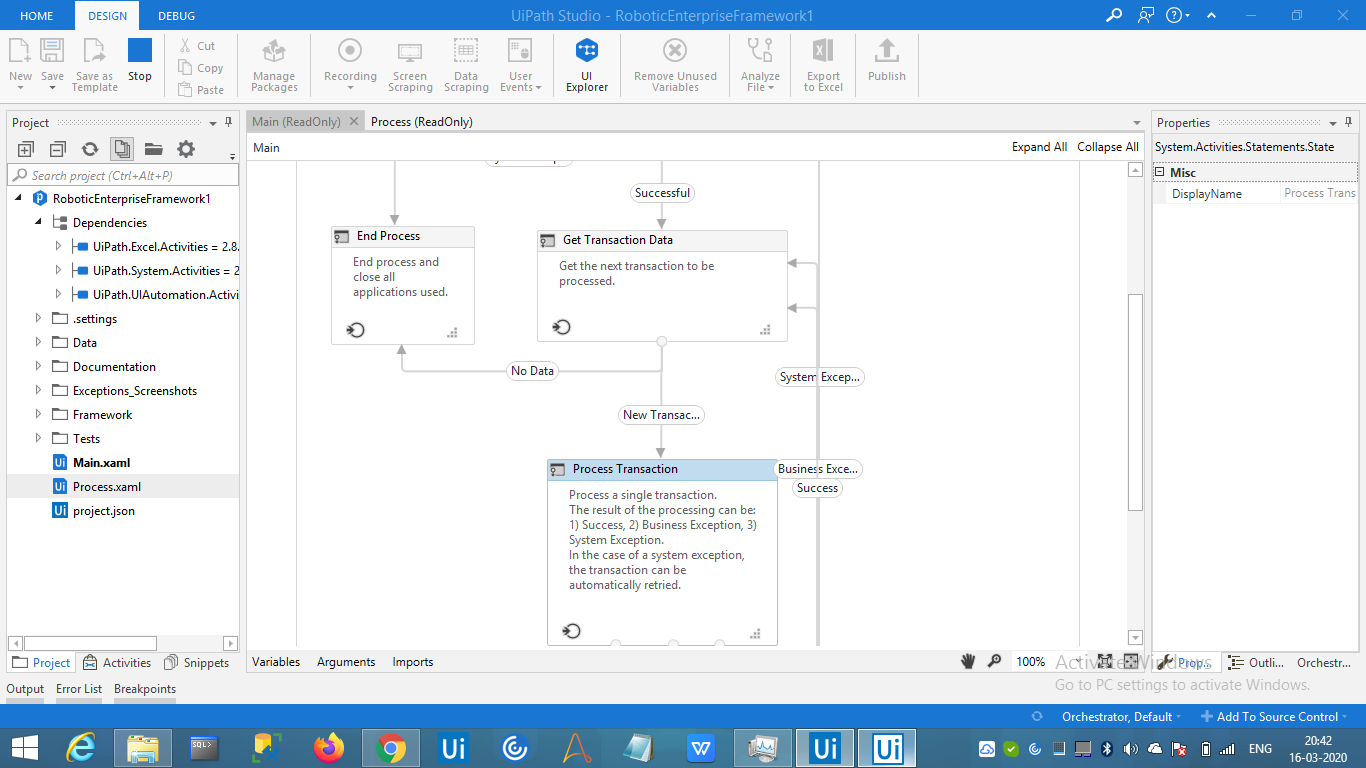 HOME DESIGN DEBUG UiPath Studio - RoboticEnterpriseFramework1
New Save Save as Template Stop
Cut
Copy
Paste
Manage Packages
Recording
Screen Scraping
Data Scraping
User Events
UI Explorer
Remove Unused Variables
Analyze File
Export to Excel
Publish
Project
Search project (Ctrl+Alt+P)
RoboticEnterpriseFramework1
Dependencies
UiPath.Excel.Activities = 2.8.
UiPath.System.Activities = 2
UiPath.UIAutomation.Activi
.settings
Data
Documentation
Exceptions_Screenshots
Framework
Tests
Main.xaml
Process.xaml
project.json
Project Activities Snippets
Main (ReadOnly) Process (ReadOnly)
Main Expand All Collapse All
Successful
End Process
End process and
close all
applications used.
Get Transaction Data
Get the next transaction to be
processed.
No Data
System Excep...
New Transac...
Process Transaction
Process a single transaction.
The result of the processing can be:
1) Success, 2) Business Exception, 3)
System Exception.
In the case of a system exception,
the transaction can be
automatically retried.
Business Exce...
Success
Variables Arguments Imports 100%
Properties
System.Activities.Statements.State
Misc
DisplayName Process Trans
Prop... Outli... Orchestr...
Activate Windows
Go to PC settings to activate Windows.
Output Error List Breakpoints
Orchestrator, Default Add To Source Control
ENG 20:42
16-03-2020